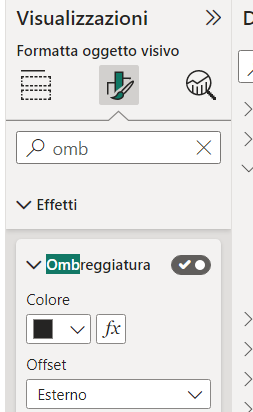 Visualizzazioni
D
Formatta oggetto visivo
omb
Effetti
Ombreggiatura
Colore
fx
Offset
Esterno